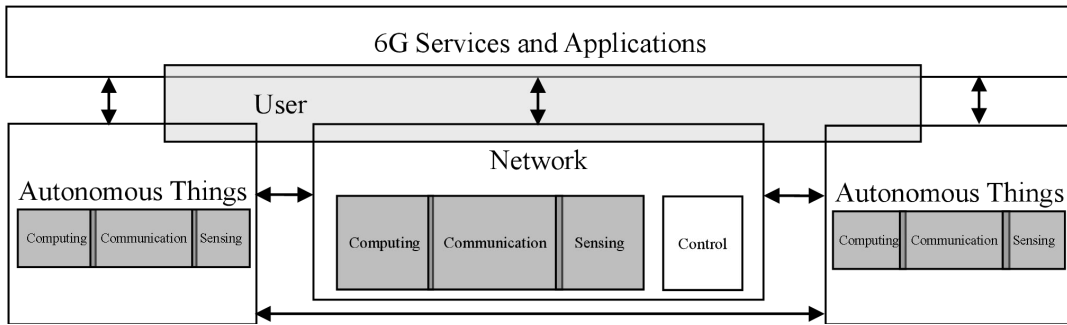 6G Services and Applications
User
Network
Autonomous Things
Computing Communication Sensing
Computing Communication Sensing Control
Autonomous Things
Computing Communication Sensing